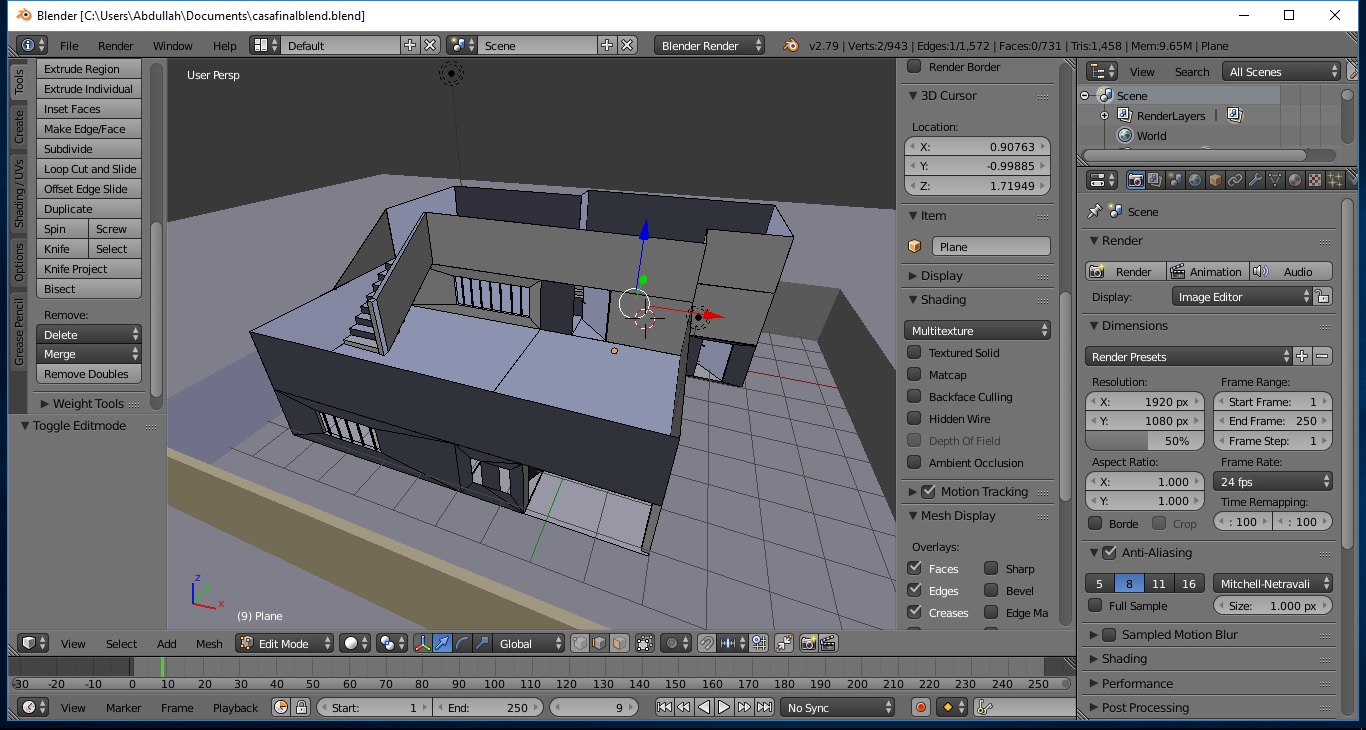 Blender [C:\Users\Abdullah\Documents\casafinalblend.blend]
File Render Window Help Default Scene Blender Render v2.79 | Verts:2/943 | Edges:1/1,572 | Faces:0/731 | Tris:1,458 | Mem:9.65M | Plane
Tools
Create
Shading / UVs
Options
Grease Pencil
Extrude Region
Extrude Individual
Inset Faces
Make Edge/Face
Subdivide
Loop Cut and Slide
Offset Edge Slide
Duplicate
Spin Screw
Knife Select
Knife Project
Bisect
Remove:
Delete
Merge
Remove Doubles
Weight Tools
Toggle Editmode
User Persp
z
x
(9) Plane
Render Border
3D Cursor
Location:
X: 0.90763
Y: -0.99885
Z: 1.71949
Item
Plane
Display
Shading
Multitexture
Textured Solid
Matcap
Backface Culling
Hidden Wire
Depth Of Field
Ambient Occlusion
Motion Tracking
Mesh Display
Overlays:
Faces Sharp
Edges Bevel
Creases Edge Ma
View Search All Scenes
Scene
RenderLayers |
World
Scene
Render
Render Animation Audio
Display: Image Editor
Dimensions
Render Presets
Resolution: Frame Range:
X: 1920 px Start Frame: 1
Y: 1080 px End Frame: 250
50% Frame Step: 1
Aspect Ratio: Frame Rate:
X: 1.000 24 fps
Y: 1.000 Time Remapping:
Borde Crop : 100 : 100
Anti-Aliasing
5 8 11 16 Mitchell-Netravali
Full Sample Size: 1.000 px
Sampled Motion Blur
Shading
Performance
Post Processing
View Select Add Mesh Edit Mode Global
-30 -20 -10 0 10 20 30 40 50 60 70 80 90 100 110 120 130 140 150 160 170 180 190 200 210 220 230 240 250
View Marker Frame Playback Start: 1 End: 250 9 No Sync